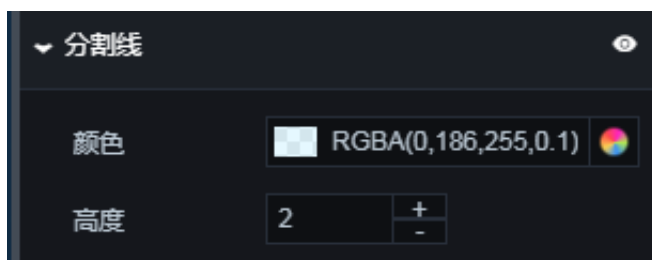 分割线
颜色 RGBA(0,186,255,0.1)
高度 2 + -